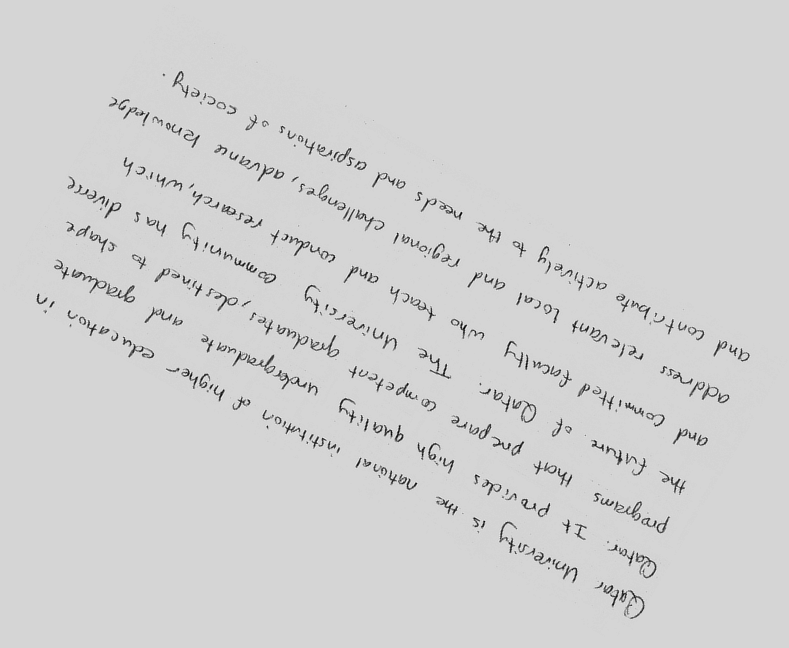 Qatar University is the national institution of higher education in
Qatar. It provides high quality undergraduate and graduate
programs that prepare competent graduates, destined to shape
the future of Qatar. The University community has diverse
and committed faculty who teach and conduct research, which
address relevant local and regional challenges, advance knowledge
and contribute actively to the needs and aspirations of society.